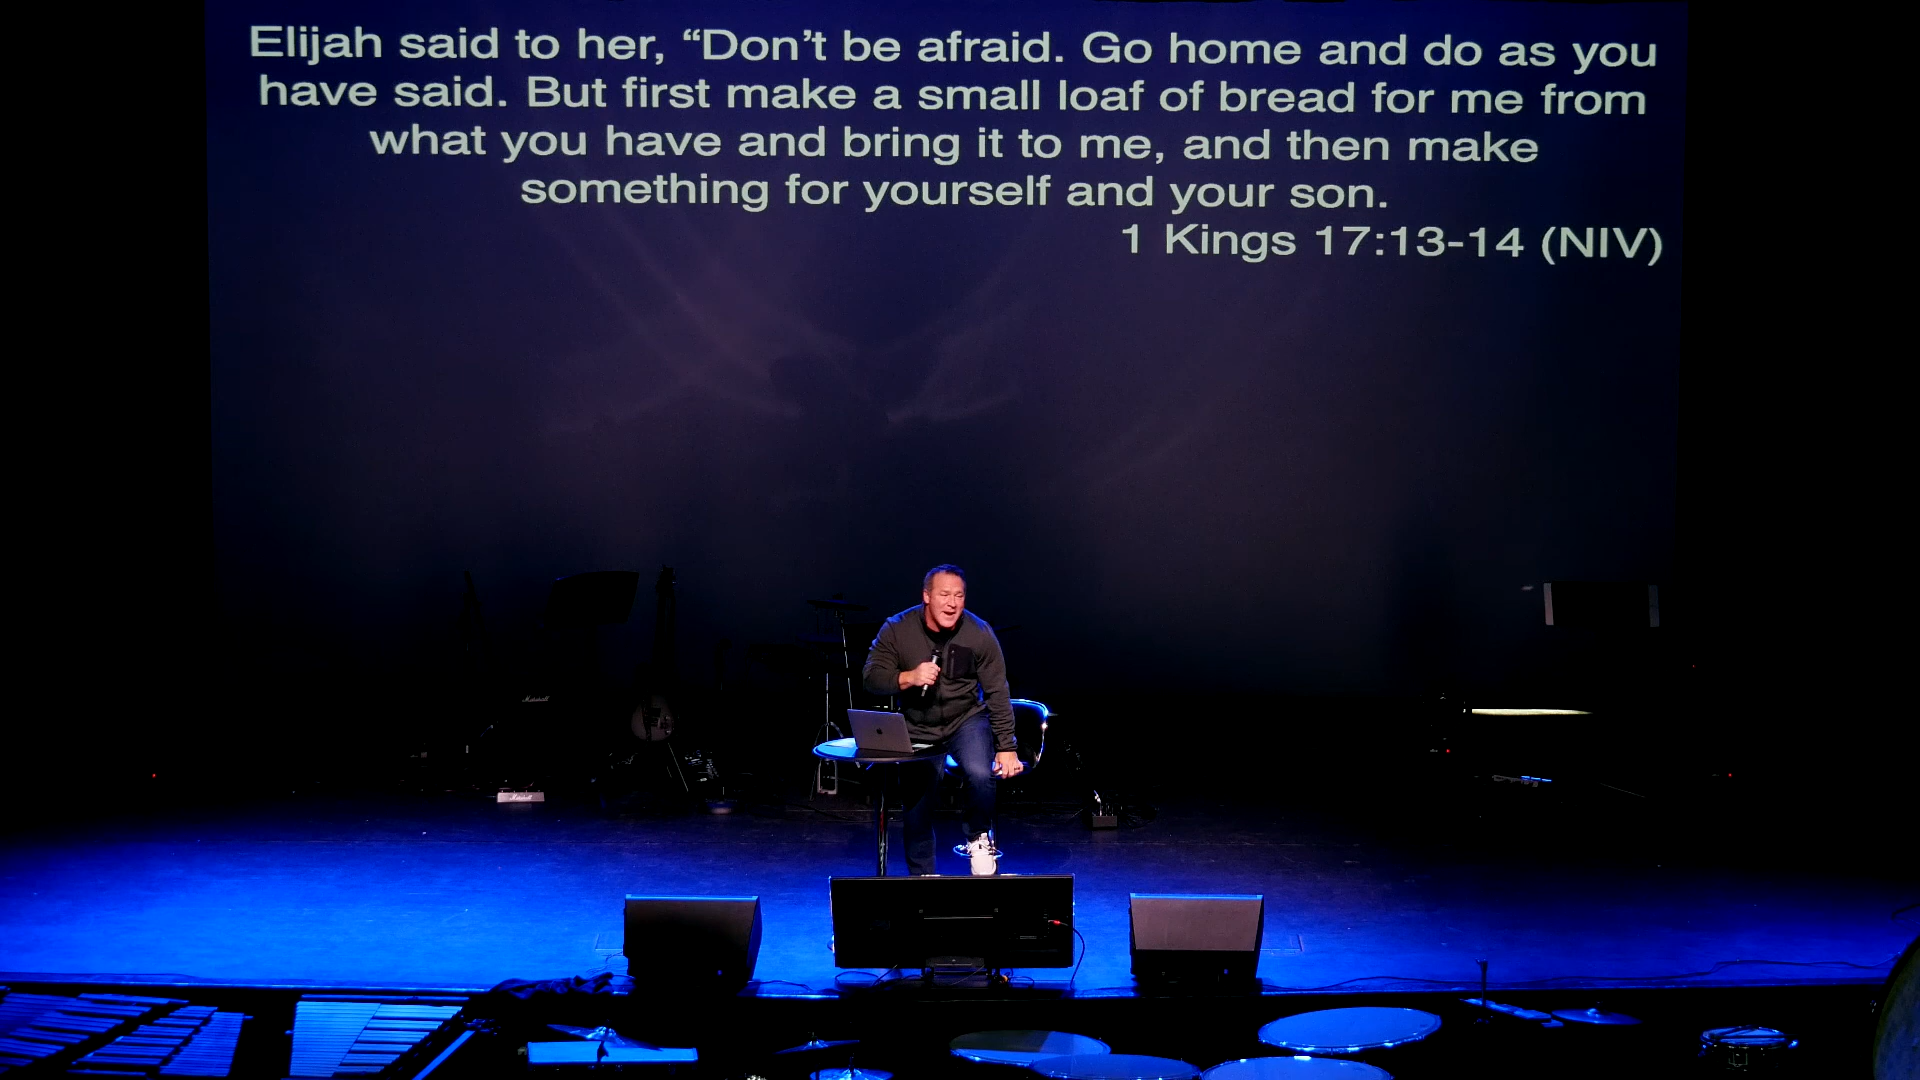 Elijah said to her, “Don’t be afraid. Go home and do as you
have said. But first make a small loaf of bread for me from
what you have and bring it to me, and then make
something for yourself and your son.
1 Kings 17:13-14 (NIV)
Marshall
Marshall